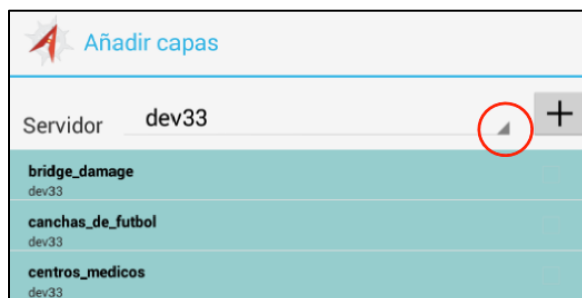 Añadir capas
Servidor dev33 +
bridge_damage
dev33
canchas_de_futbol
dev33
centros_medicos
dev33